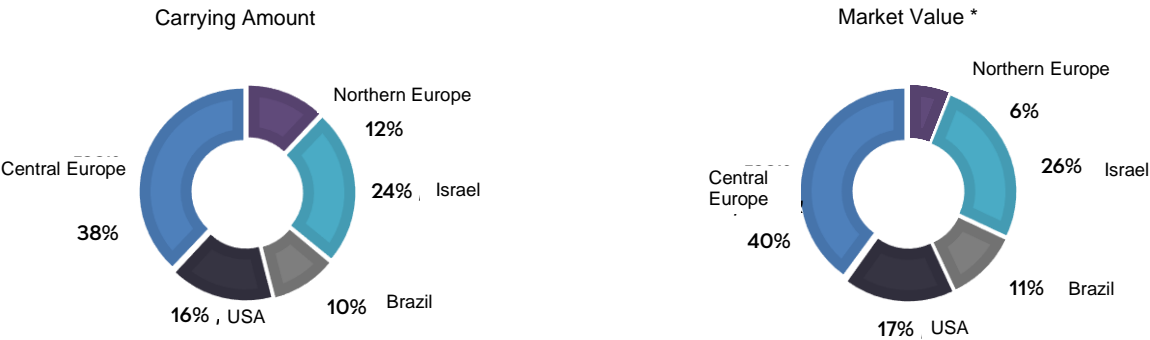 Carrying Amount
Northern Europe
12%
24% , Israel
10% Brazil
16% , USA
Central Europe
38%
Market Value *
Northern Europe
6%
26% Israel
11% Brazil
17% , USA
Central
Europe
40%